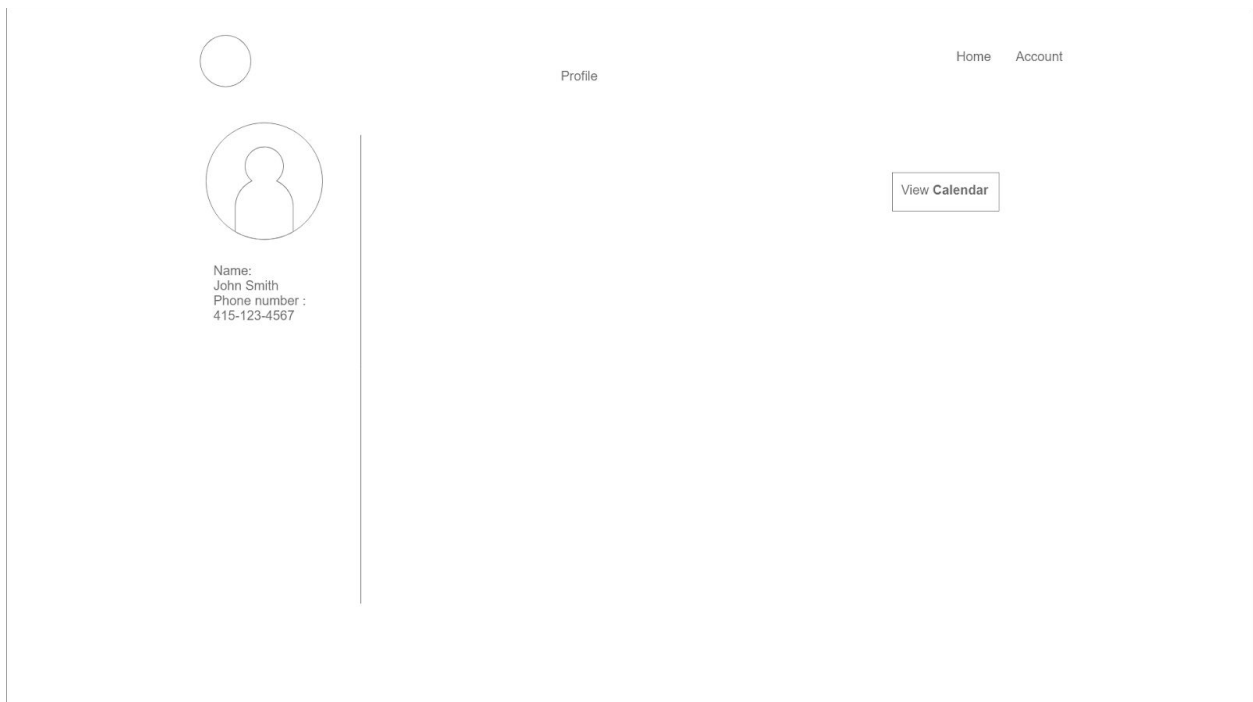 Home Account
Profile
View Calendar
Name:
John Smith
Phone number :
415-123-4567